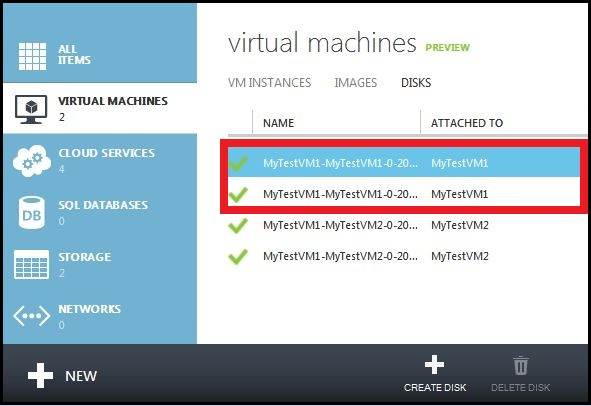 ALL
ITEMS
VIRTUAL MACHINES
2
CLOUD SERVICES
4
SQL DATABASES
0
STORAGE
2
NETWORKS
0
DB
virtual machines PREVIEW
VM INSTANCES IMAGES DISKS
NAME ATTACHED TO
MyTestVM1-MyTestVM1-0-20... MyTestVM1
MyTestVM1-MyTestVM1-0-20... MyTestVM1
MyTestVM1-MyTestVM2-0-20... MyTestVM2
MyTestVM1-MyTestVM2-0-20... MyTestVM2
NEW
CREATE DISK DELETE DISK